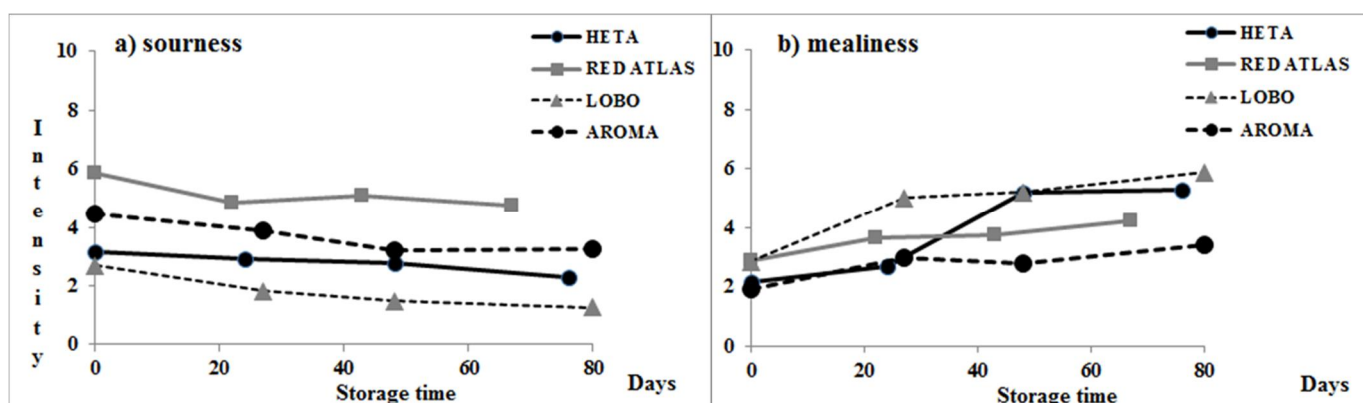 a) sourness
HETA
RED ATLAS
LOBO
AROMA
10
8
6
4
2
0
Intensity
0 20 40 60 80
Storage time
Days
b) mealiness
HETA
RED ATLAS
LOBO
AROMA
10
8
6
4
2
0
0 20 40 60 80
Storage time
Days